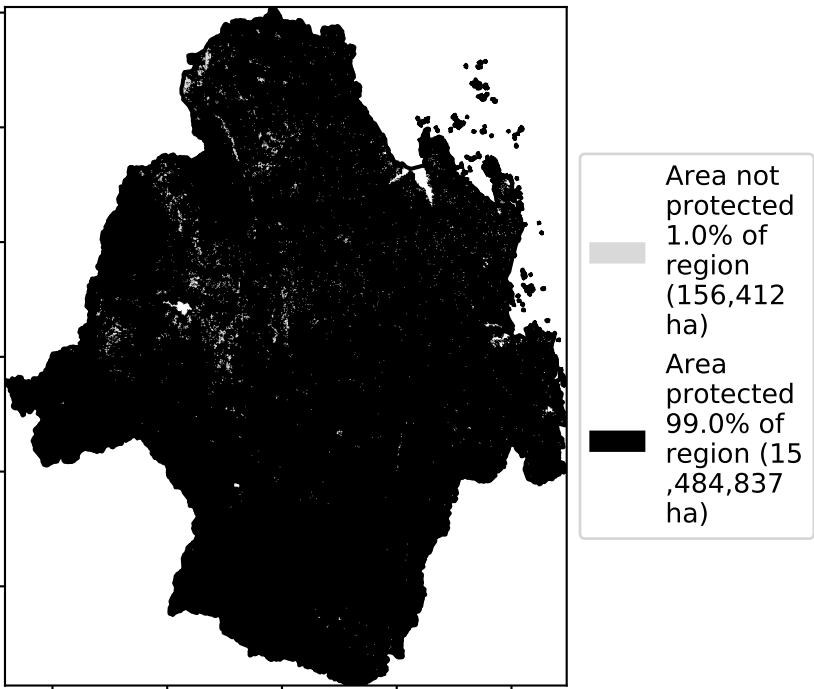 Area not
protected
1.0% of
region
(156,412
ha)
Area
protected
99.0% of
region (15
,484,837
ha)